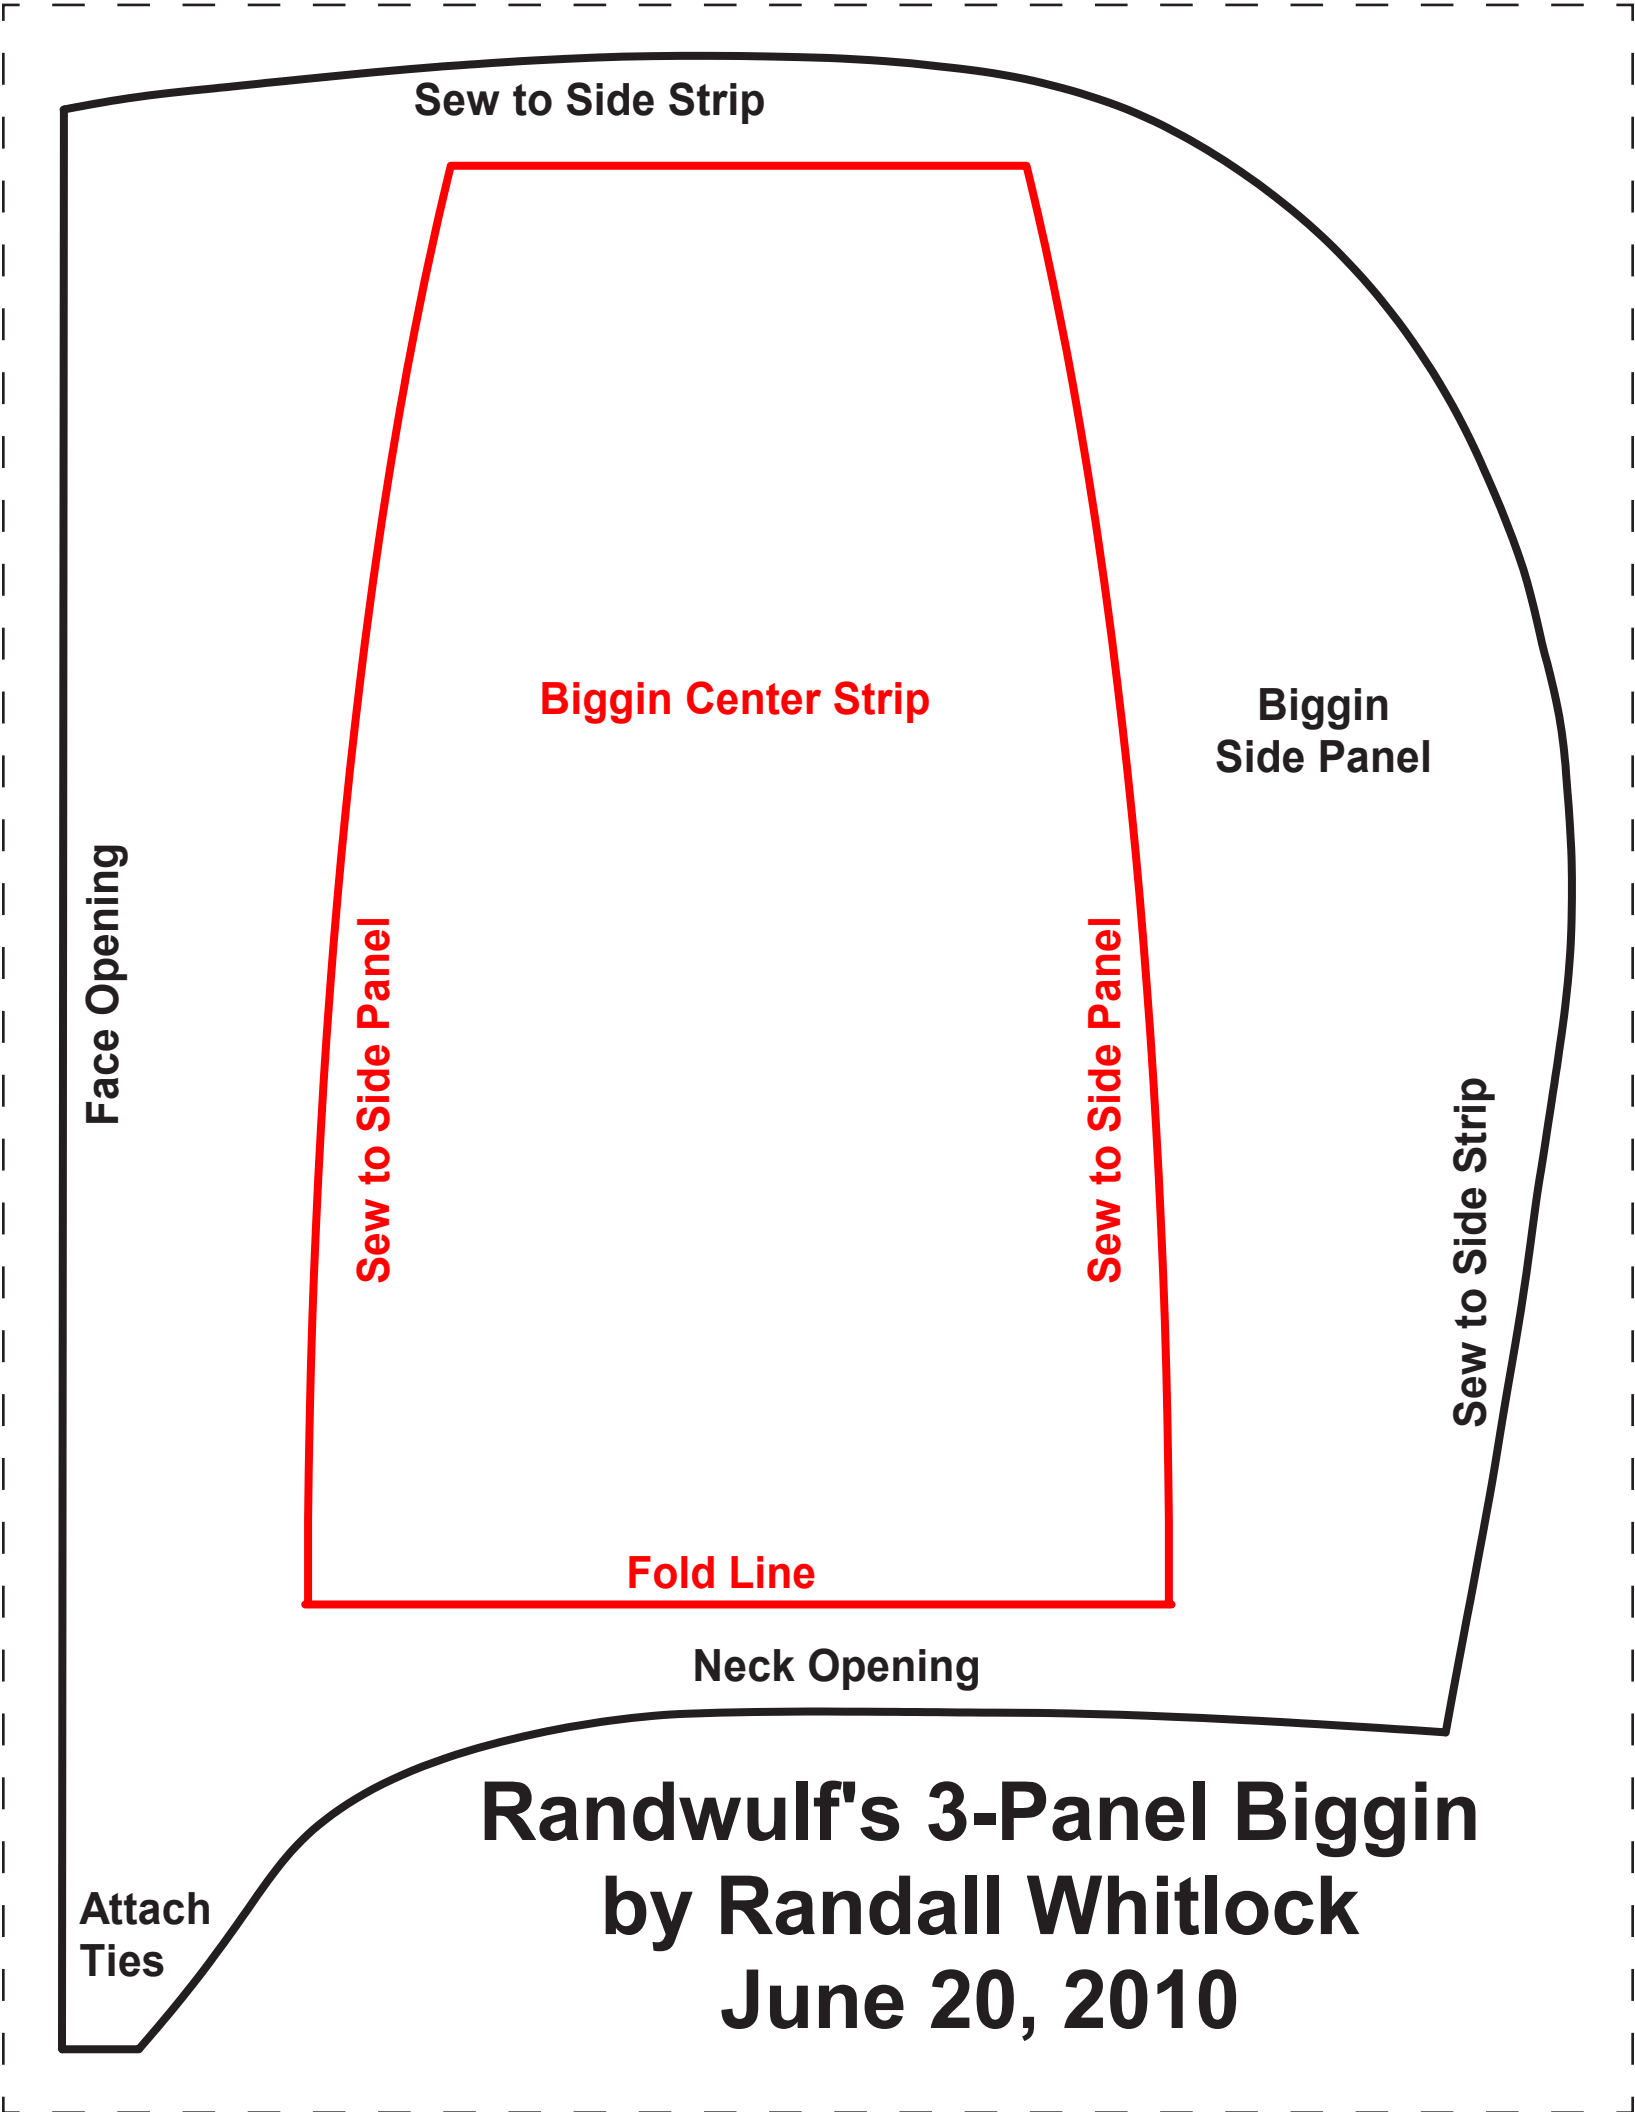 Sew to Side Strip
Biggin Center Strip
Biggin
Side Panel
Face Opening
Sew to Side Panel
Sew to Side Panel
Sew to Side Strip
Fold Line
Neck Opening
Randwulf's 3-Panel Biggin
by Randall Whitlock
June 20, 2010
Attach
Ties